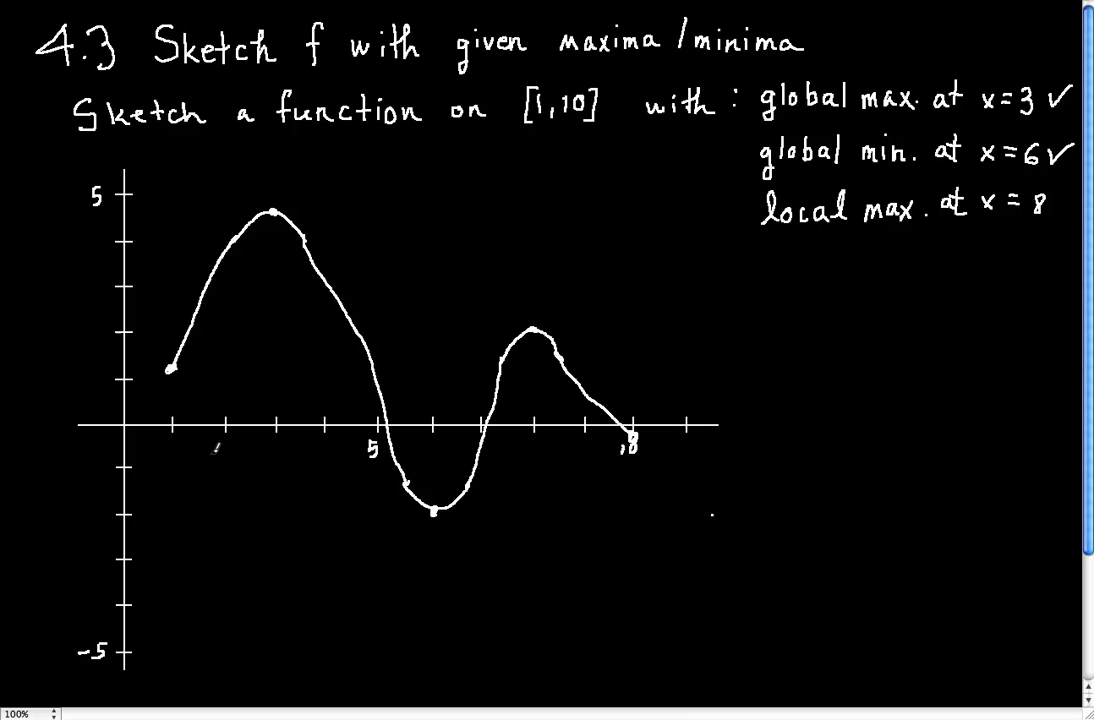 4.3 Sketch f with given maxima/minima
Sketch a function on [1,10] with: global max. at x=3 ✓
global min. at x=6 ✓
local max. at x=8
5
5
10
-5
100%